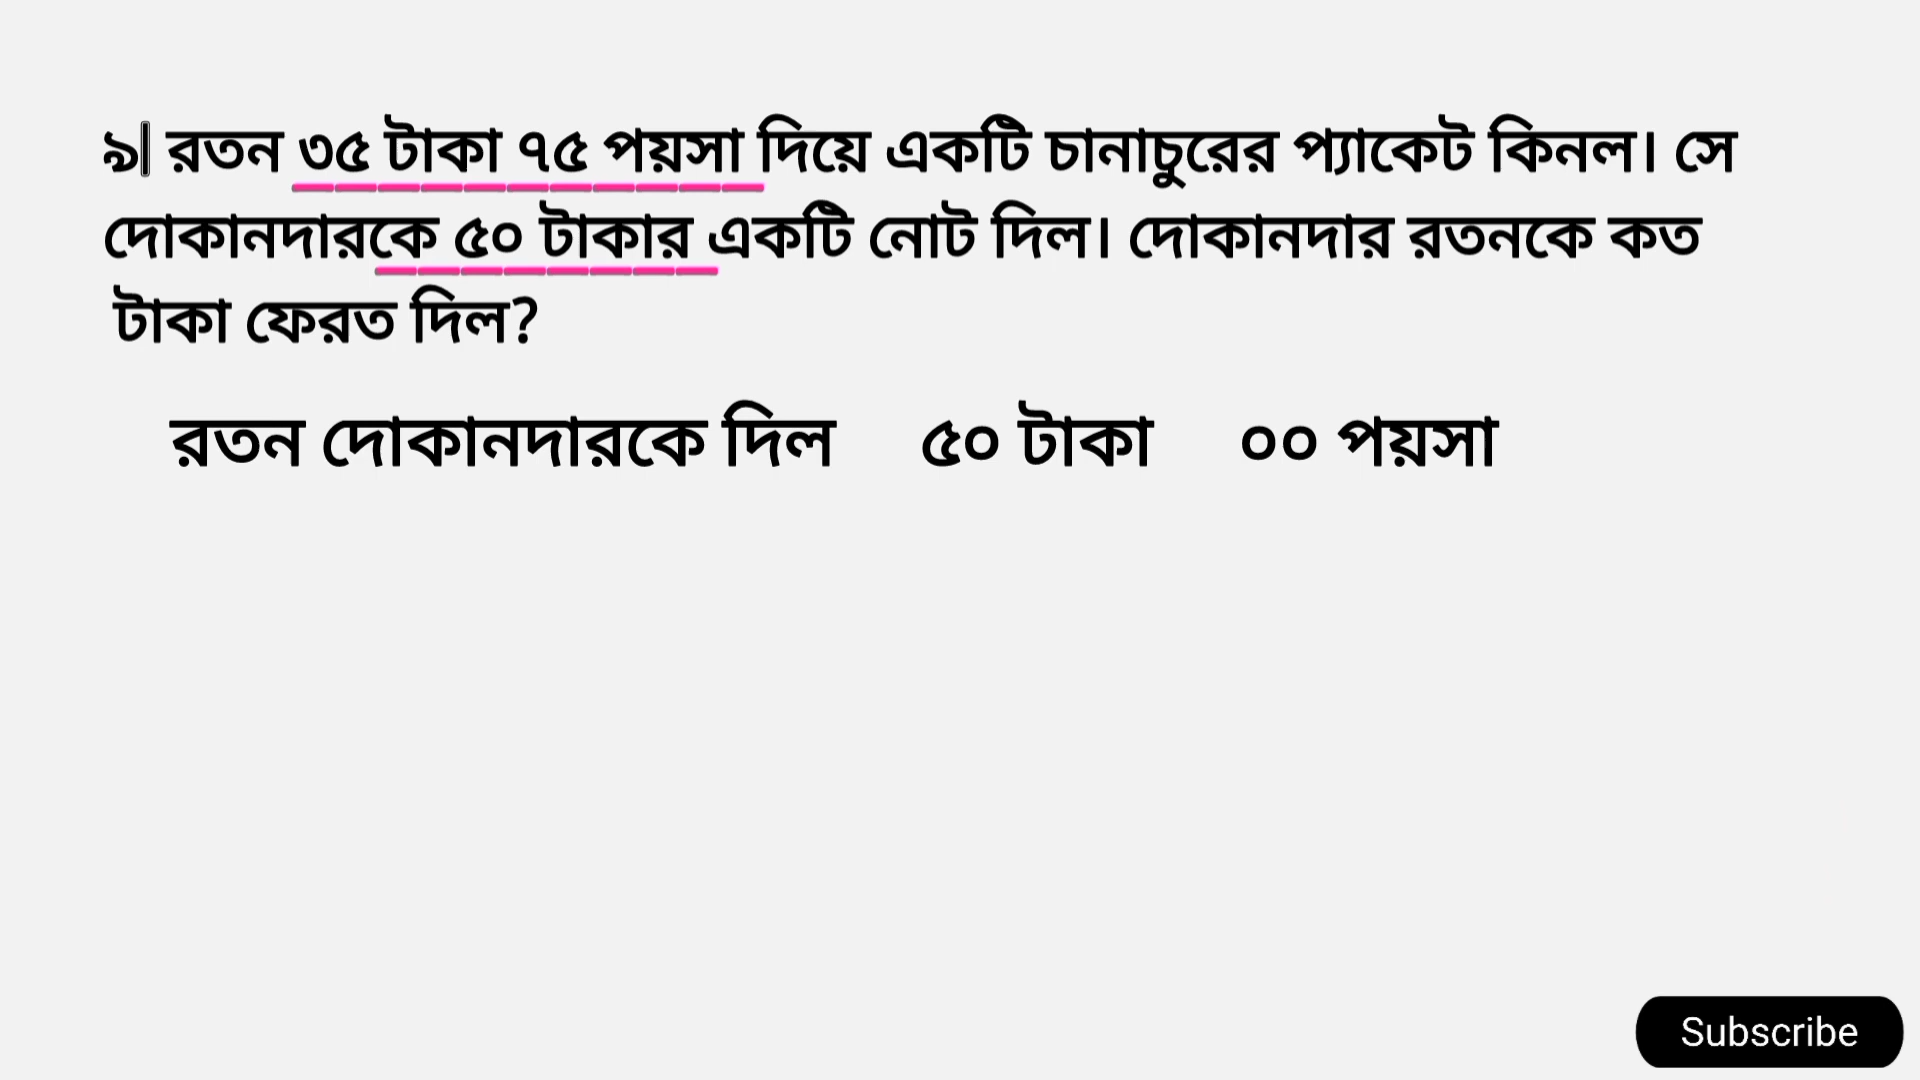 ৯| রতন ৩৫ টাকা ৭৫ পয়সা দিয়ে একটি চানাচুরের প্যাকেট কিনল। সে
দোকানদারকে ৫০ টাকার একটি নোট দিল। দোকানদার রতনকে কত
টাকা ফেরত দিল?
রতন দোকানদারকে দিল ৫০ টাকা ০০ পয়সা
Subscribe